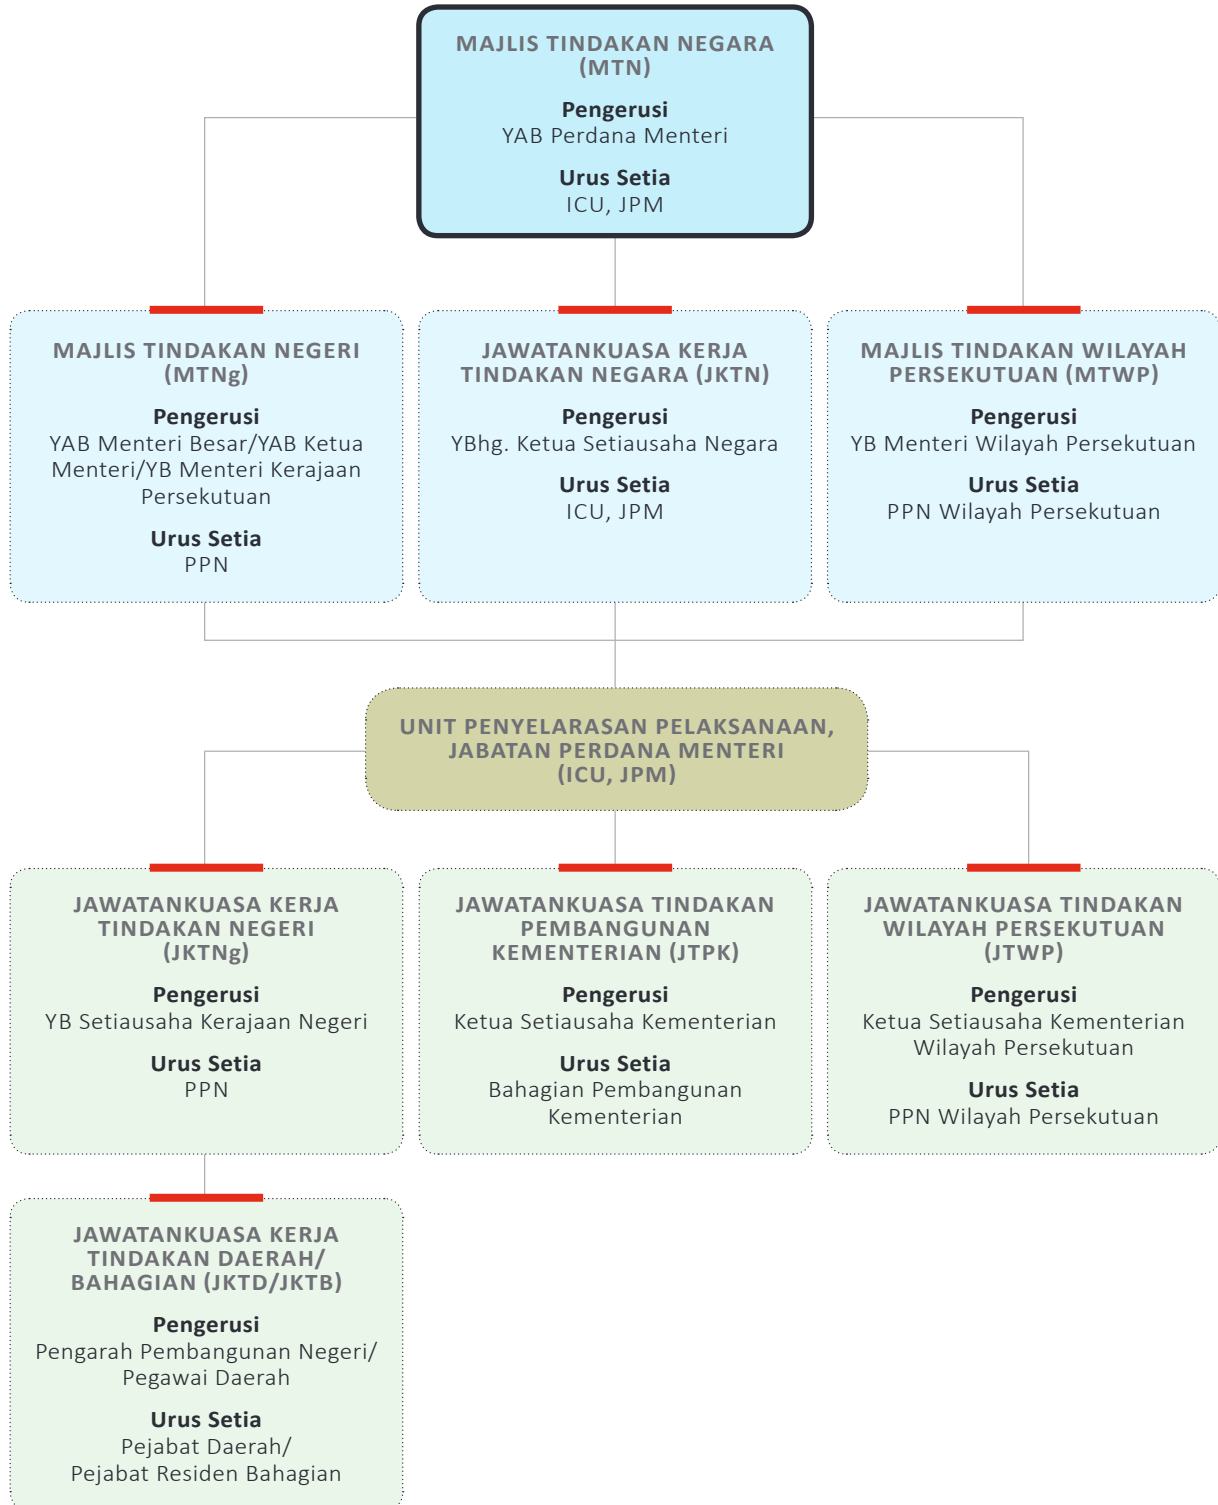 MAJLIS TINDAKAN NEGARA
(MTN)
Pengerusi
YAB Perdana Menteri
Urus Setia
ICU, JPM
MAJLIS TINDAKAN NEGERI
(MTNg)
Pengerusi
YAB Menteri Besar/YAB Ketua
Menteri/YB Menteri Kerajaan
Persekutuan
Urus Setia
PPN
JAWATANKUASA KERJA
TINDAKAN NEGARA (JKTN)
Pengerusi
YBhg. Ketua Setiausaha Negara
Urus Setia
ICU, JPM
MAJLIS TINDAKAN WILAYAH
PERSEKUTUAN (MTWP)
Pengerusi
YB Menteri Wilayah Persekutuan
Urus Setia
PPN Wilayah Persekutuan
UNIT PENYELARASAN PELAKSANAAN,
JABATAN PERDANA MENTERI
(ICU, JPM)
JAWATANKUASA KERJA
TINDAKAN NEGERI
(JKTNg)
Pengerusi
YB Setiausaha Kerajaan Negeri
Urus Setia
PPN
JAWATANKUASA TINDAKAN
PEMBANGUNAN
KEMENTERIAN (JTPK)
Pengerusi
Ketua Setiausaha Kementerian
Urus Setia
Bahagian Pembangunan
Kementerian
JAWATANKUASA TINDAKAN
WILAYAH PERSEKUTUAN
(JTWP)
Pengerusi
Ketua Setiausaha Kementerian
Wilayah Persekutuan
Urus Setia
PPN Wilayah Persekutuan
JAWATANKUASA KERJA
TINDAKAN DAERAH/
BAHAGIAN (JKTD/JKTB)
Pengerusi
Pengarah Pembangunan Negeri/
Pegawai Daerah
Urus Setia
Pejabat Daerah/
Pejabat Residen Bahagian